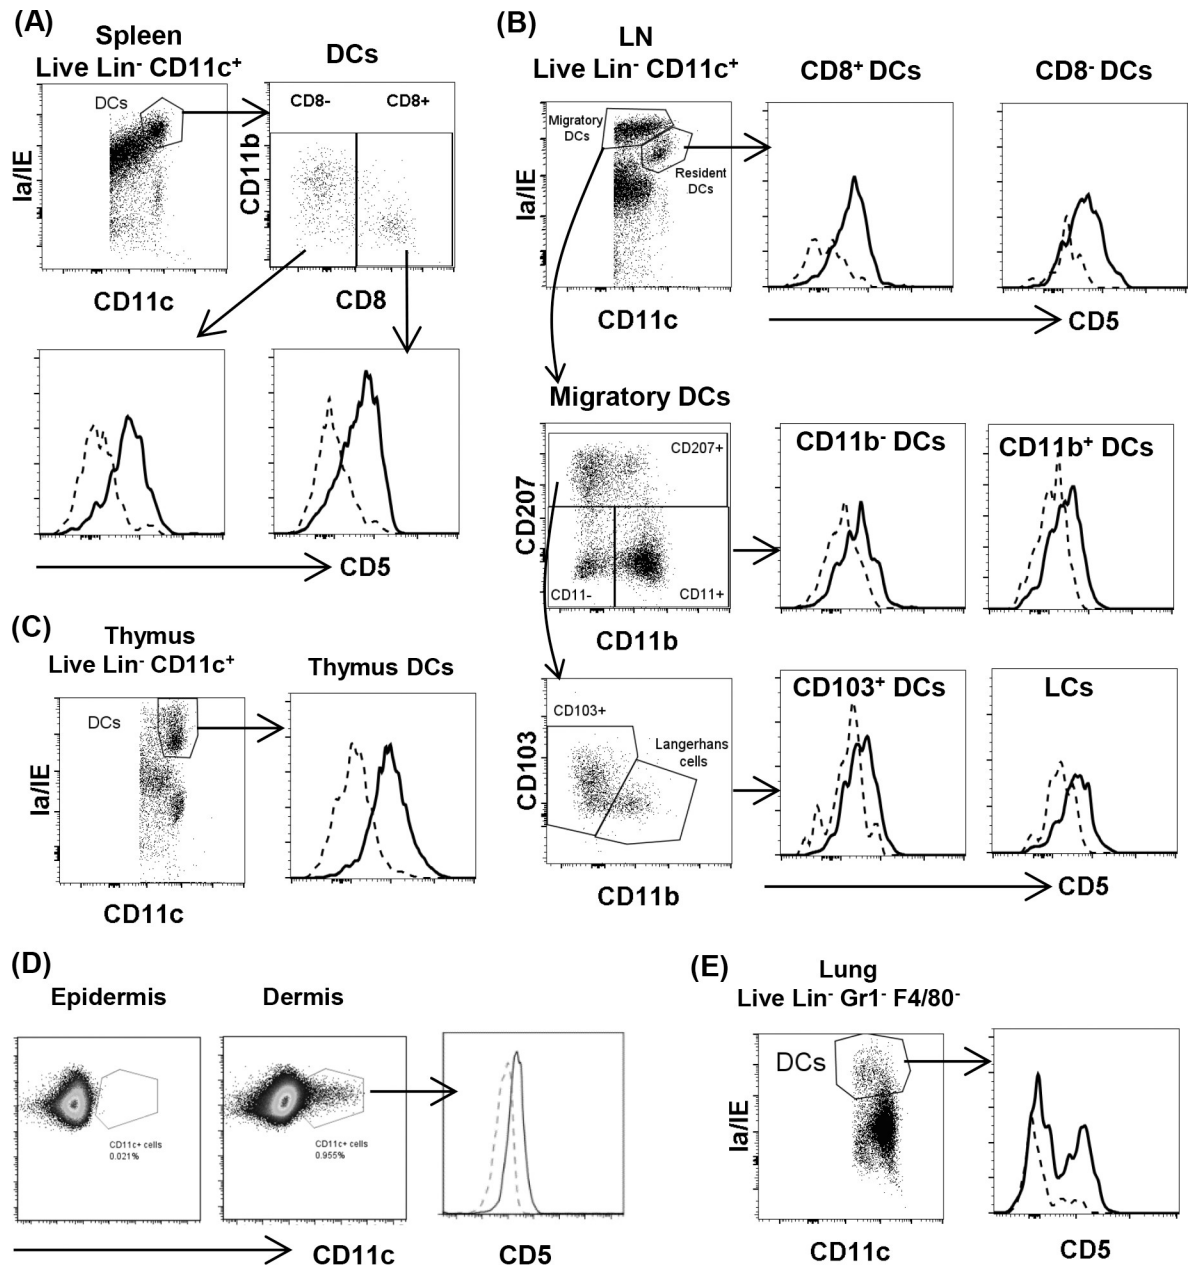 (A)
Spleen
Live Lin⁻ CD11c⁺
DCs
DCs
CD8-
CD8+
Ia/IE
CD11b
CD11c
CD8
CD5
(B)
LN
Live Lin⁻ CD11c⁺
CD8⁺ DCs
CD8⁻ DCs
Migratory
DCs
Resident
DCs
Ia/IE
CD11c
CD5
Migratory DCs
CD207+
CD11-
CD11+
CD207
CD11b
CD11b⁻ DCs
CD11b⁺ DCs
CD103+
Langerhans
cells
CD103
CD11b
CD103⁺ DCs
LCs
CD5
(C)
Thymus
Live Lin⁻ CD11c⁺
Thymus DCs
DCs
Ia/IE
CD11c
(D)
Epidermis
Dermis
CD11c+ cells
0.021%
CD11c+ cells
0.955%
CD11c
CD5
(E)
Lung
Live Lin⁻ Gr1⁻ F4/80⁻
DCs
Ia/IE
CD11c
CD5